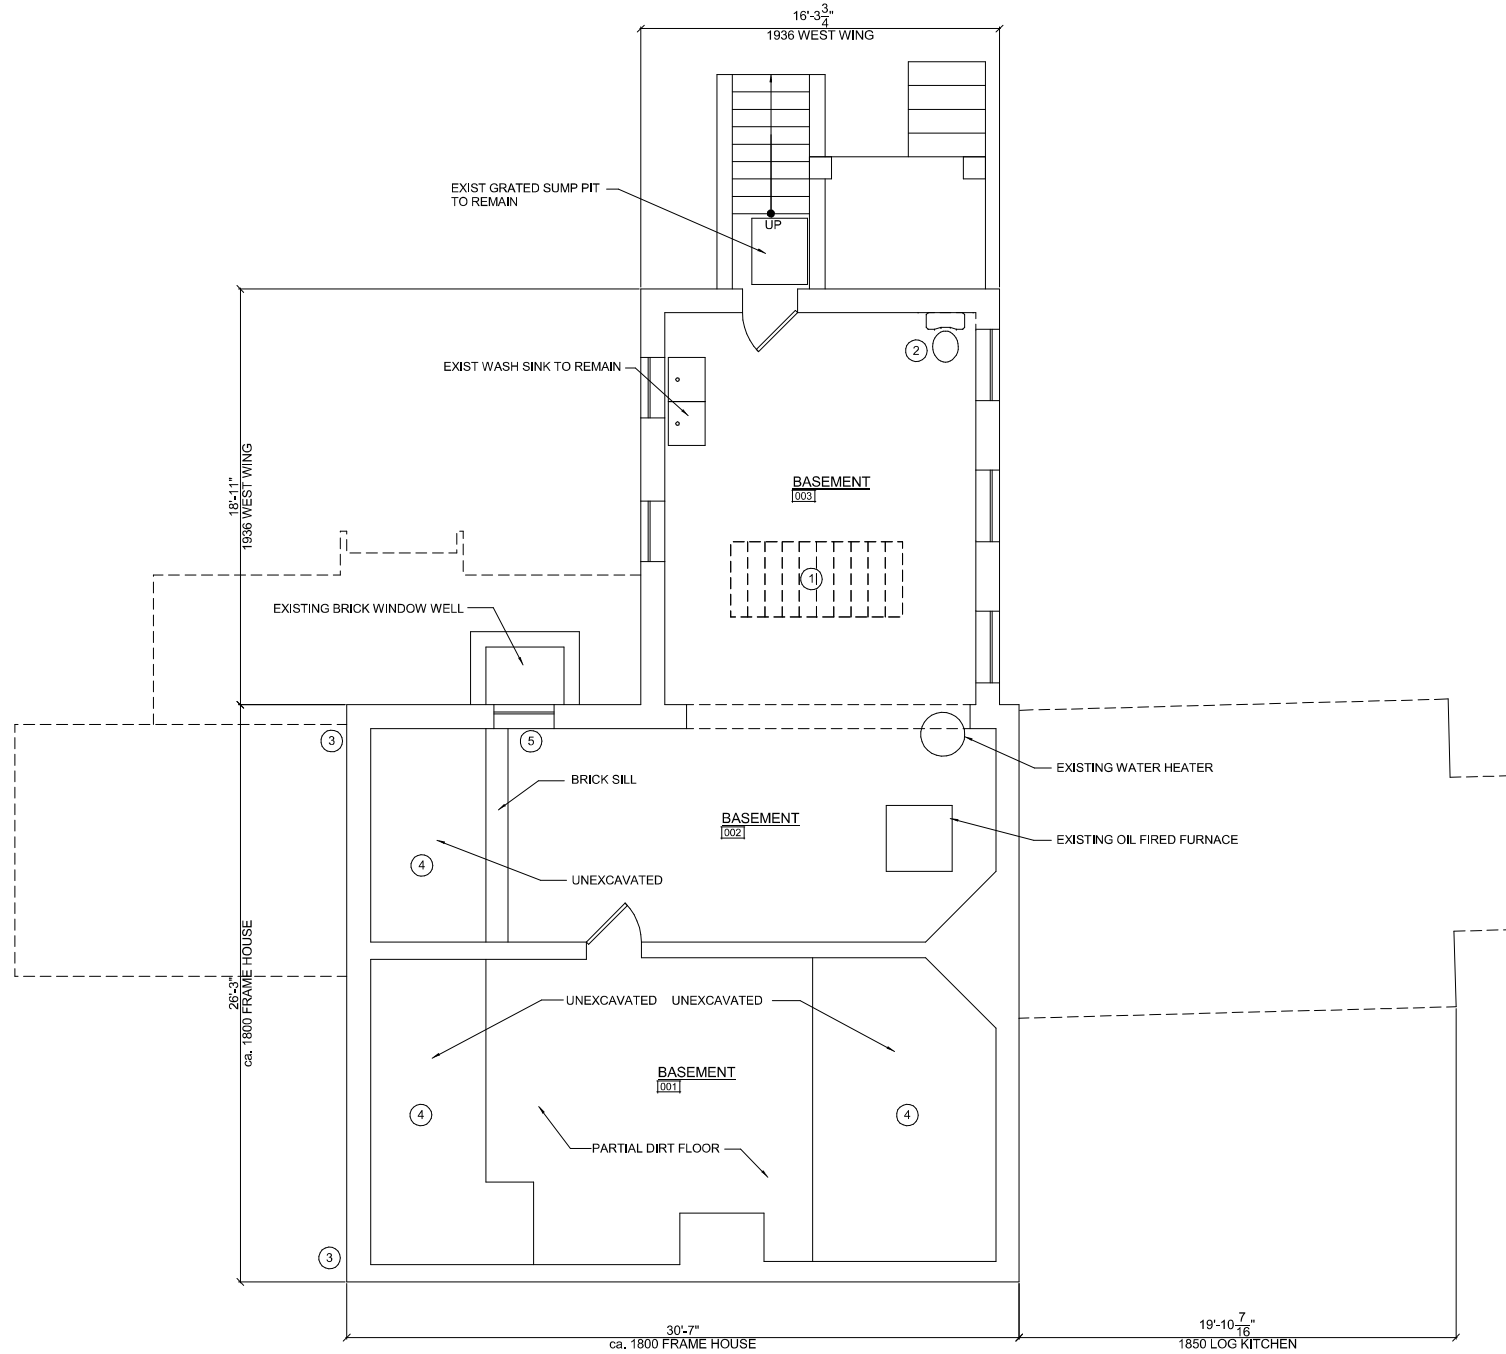 16'-3 3/4"
1936 WEST WING
EXIST GRATED SUMP PIT
TO REMAIN
UP
2
EXIST WASH SINK TO REMAIN
18'-11"
1936 WEST WING
BASEMENT
003
1
EXISTING BRICK WINDOW WELL
3
5
EXISTING WATER HEATER
BRICK SILL
BASEMENT
002
EXISTING OIL FIRED FURNACE
4
UNEXCAVATED
26'-3"
ca. 1800 FRAME HOUSE
UNEXCAVATED
UNEXCAVATED
BASEMENT
001
4
4
PARTIAL DIRT FLOOR
3
30'-7"
ca. 1800 FRAME HOUSE
19'-10 7/16"
1850 LOG KITCHEN